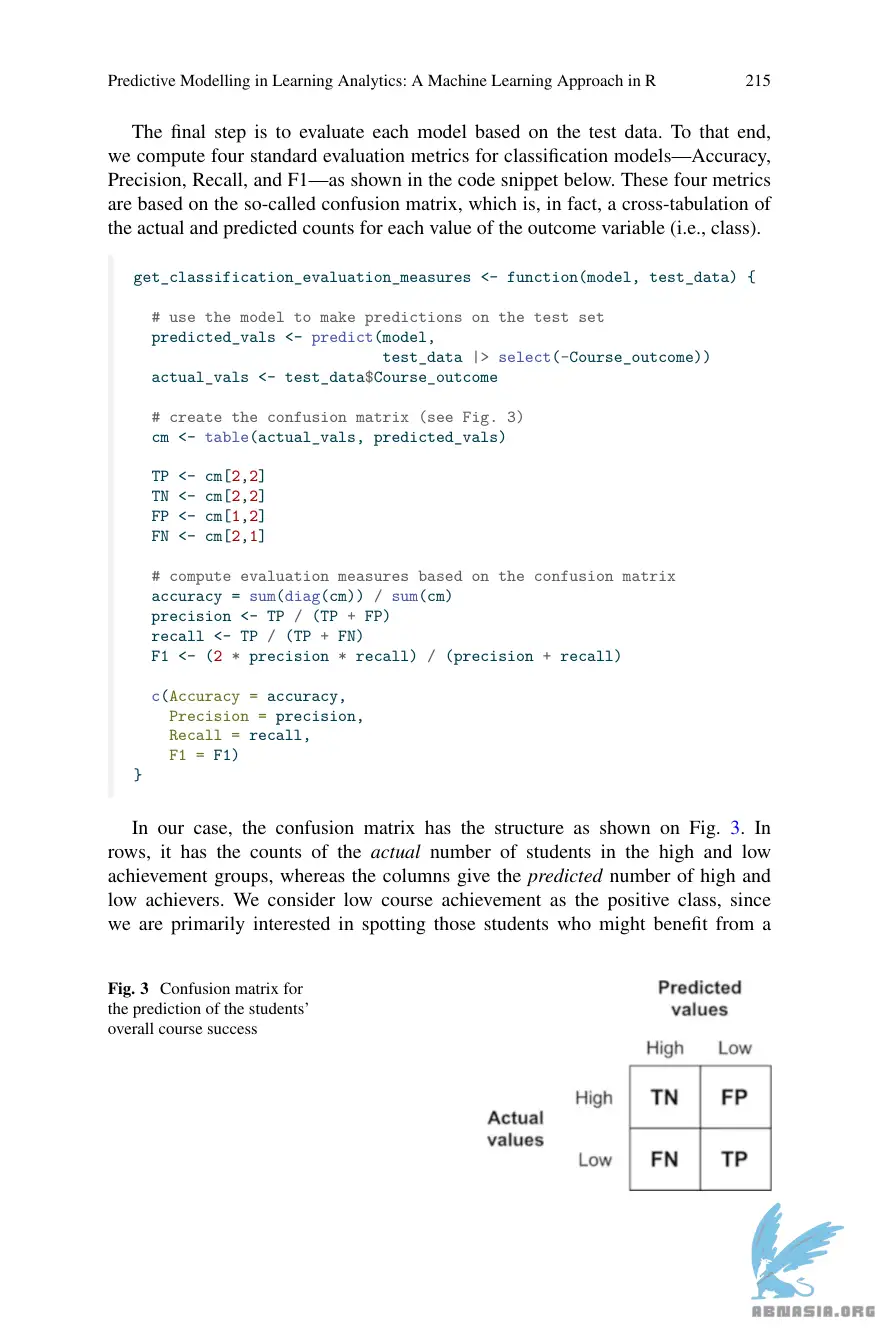 Predictive Modelling in Learning Analytics: A Machine Learning Approach in R 215
The final step is to evaluate each model based on the test data. To that end,
we compute four standard evaluation metrics for classification models—Accuracy,
Precision, Recall, and F1—as shown in the code snippet below. These four metrics
are based on the so-called confusion matrix, which is, in fact, a cross-tabulation of
the actual and predicted counts for each value of the outcome variable (i.e., class).
get_classification_evaluation_measures <- function(model, test_data) {
# use the model to make predictions on the test set
predicted_vals <- predict(model,
test_data |> select(-Course_outcome))
actual_vals <- test_data$Course_outcome
# create the confusion matrix (see Fig. 3)
cm <- table(actual_vals, predicted_vals)
TP <- cm[2,2]
TN <- cm[2,2]
FP <- cm[1,2]
FN <- cm[2,1]
# compute evaluation measures based on the confusion matrix
accuracy = sum(diag(cm)) / sum(cm)
precision <- TP / (TP + FP)
recall <- TP / (TP + FN)
F1 <- (2 * precision * recall) / (precision + recall)
c(Accuracy = accuracy,
Precision = precision,
Recall = recall,
F1 = F1)
}
In our case, the confusion matrix has the structure as shown on Fig. 3. In
rows, it has the counts of the actual number of students in the high and low
achievement groups, whereas the columns give the predicted number of high and
low achievers. We consider low course achievement as the positive class, since
we are primarily interested in spotting those students who might benefit from a
Fig. 3 Confusion matrix for
the prediction of the students'
overall course success
Predicted
values
High Low
High TN FP
Actual
values
Low FN TP
ABNASIA.ORG